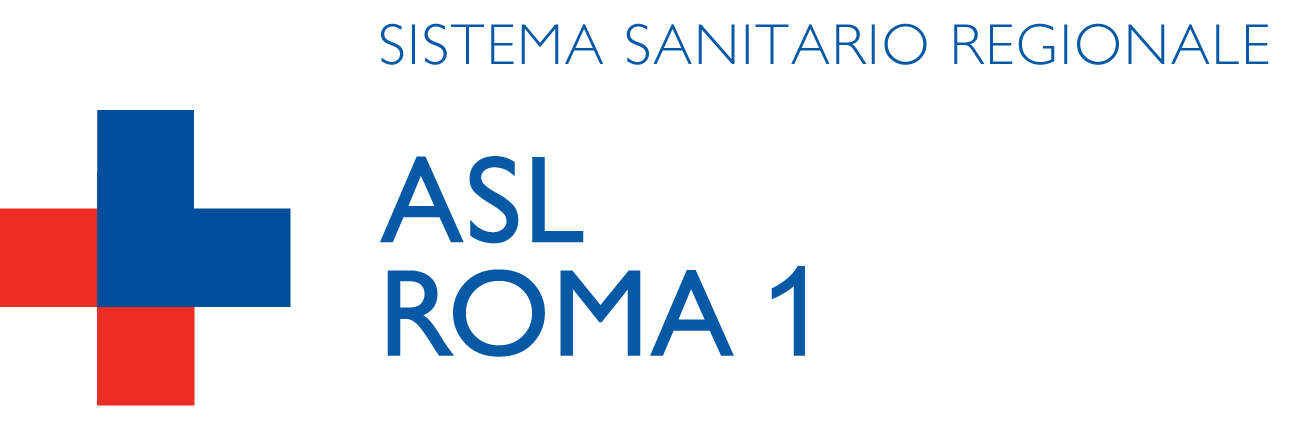 SISTEMA SANITARIO REGIONALE
ASL
ROMA 1